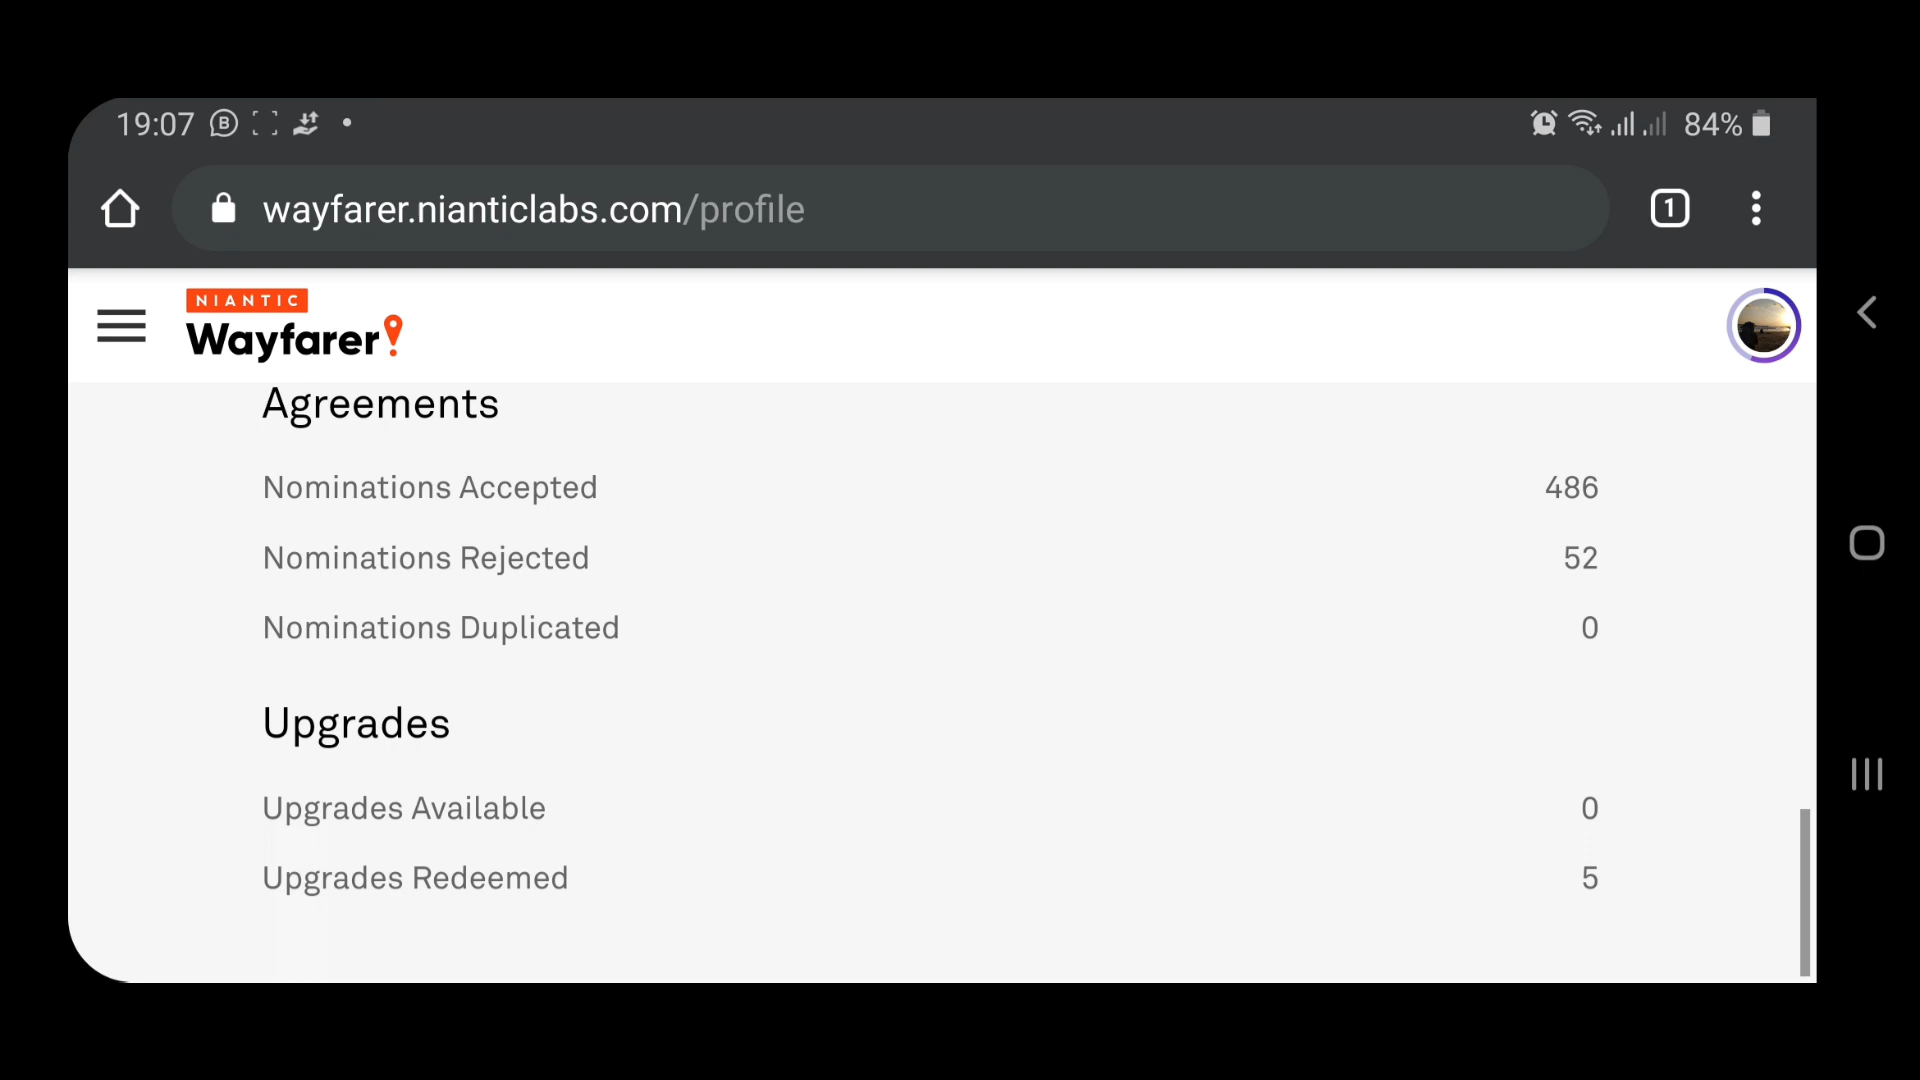 19:07
84%
wayfarer.nianticlabs.com/profile
1
NIANTIC
Wayfarer
Agreements
Nominations Accepted 486
Nominations Rejected 52
Nominations Duplicated 0
Upgrades
Upgrades Available 0
Upgrades Redeemed 5